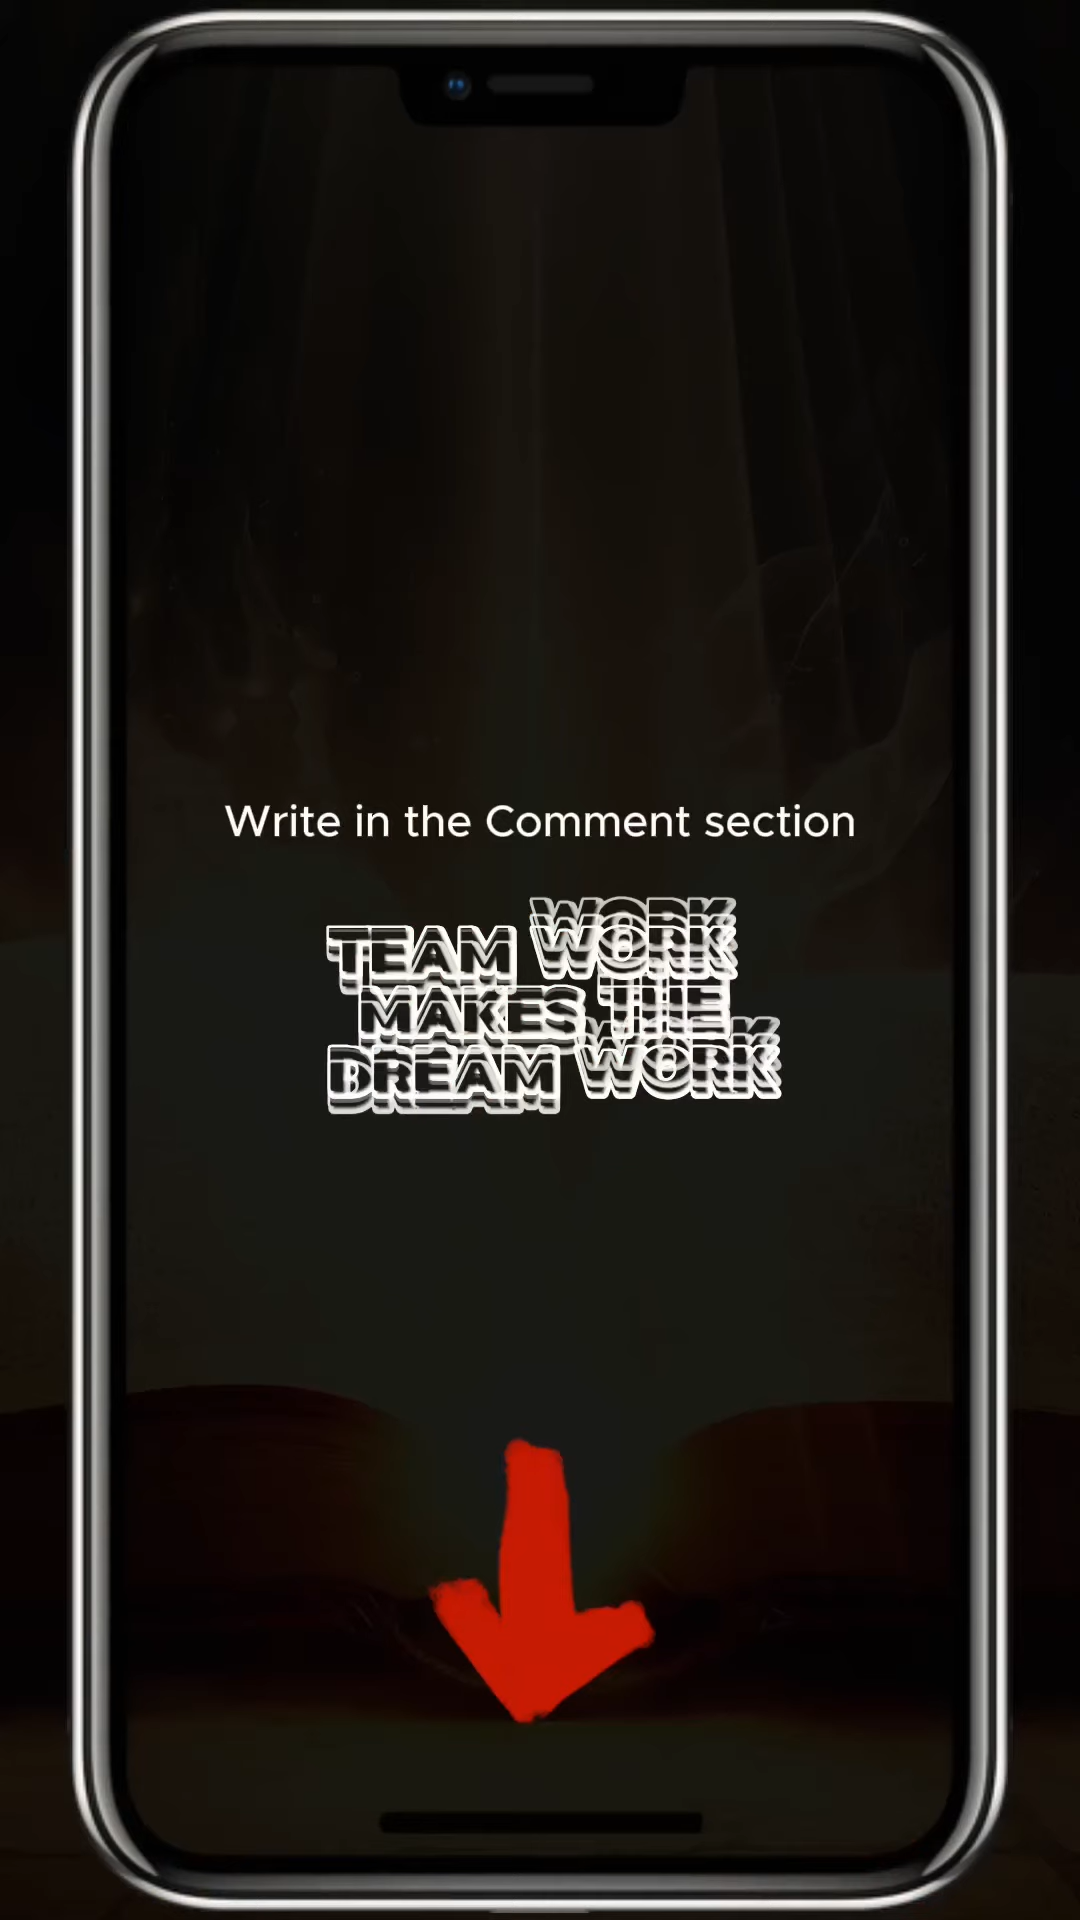 Write in the Comment section
TEAM WORK
MAKES THE
DREAM WORK